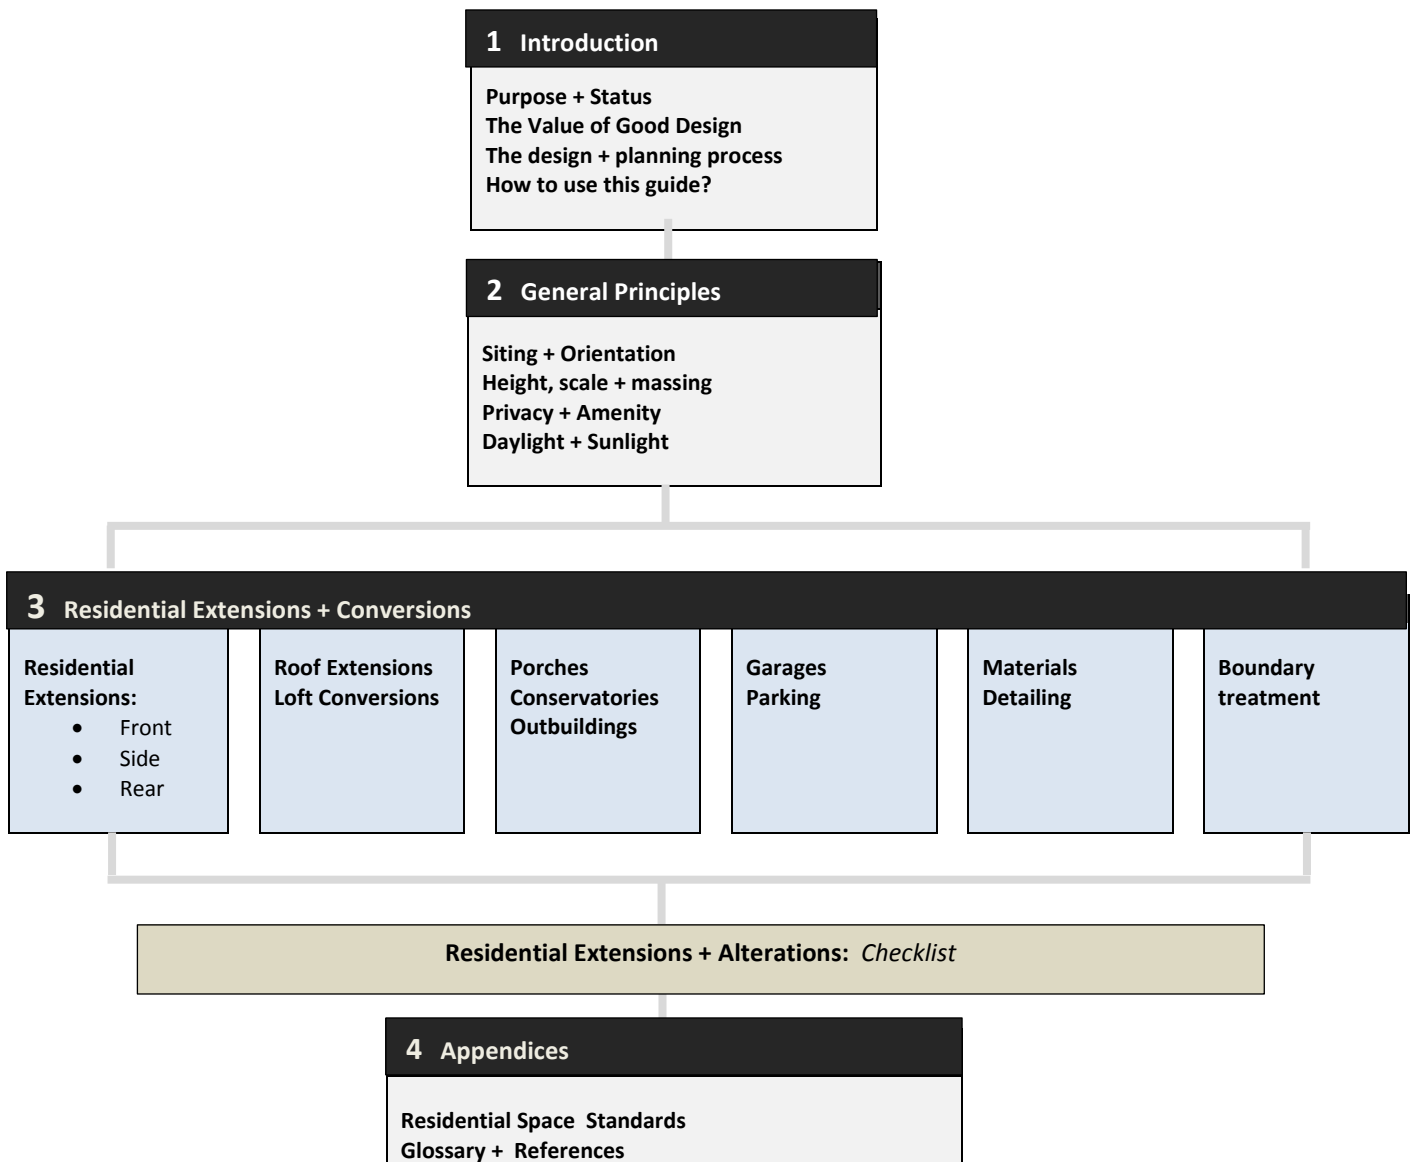 1 Introduction
Purpose + Status
The Value of Good Design
The design + planning process
How to use this guide?
2 General Principles
Siting + Orientation
Height, scale + massing
Privacy + Amenity
Daylight + Sunlight
3 Residential Extensions + Conversions
Residential
Extensions:
• Front
• Side
• Rear
Roof Extensions
Loft Conversions
Porches
Conservatories
Outbuildings
Garages
Parking
Materials
Detailing
Boundary
treatment
Residential Extensions + Alterations: Checklist
4 Appendices
Residential Space Standards
Glossary + References